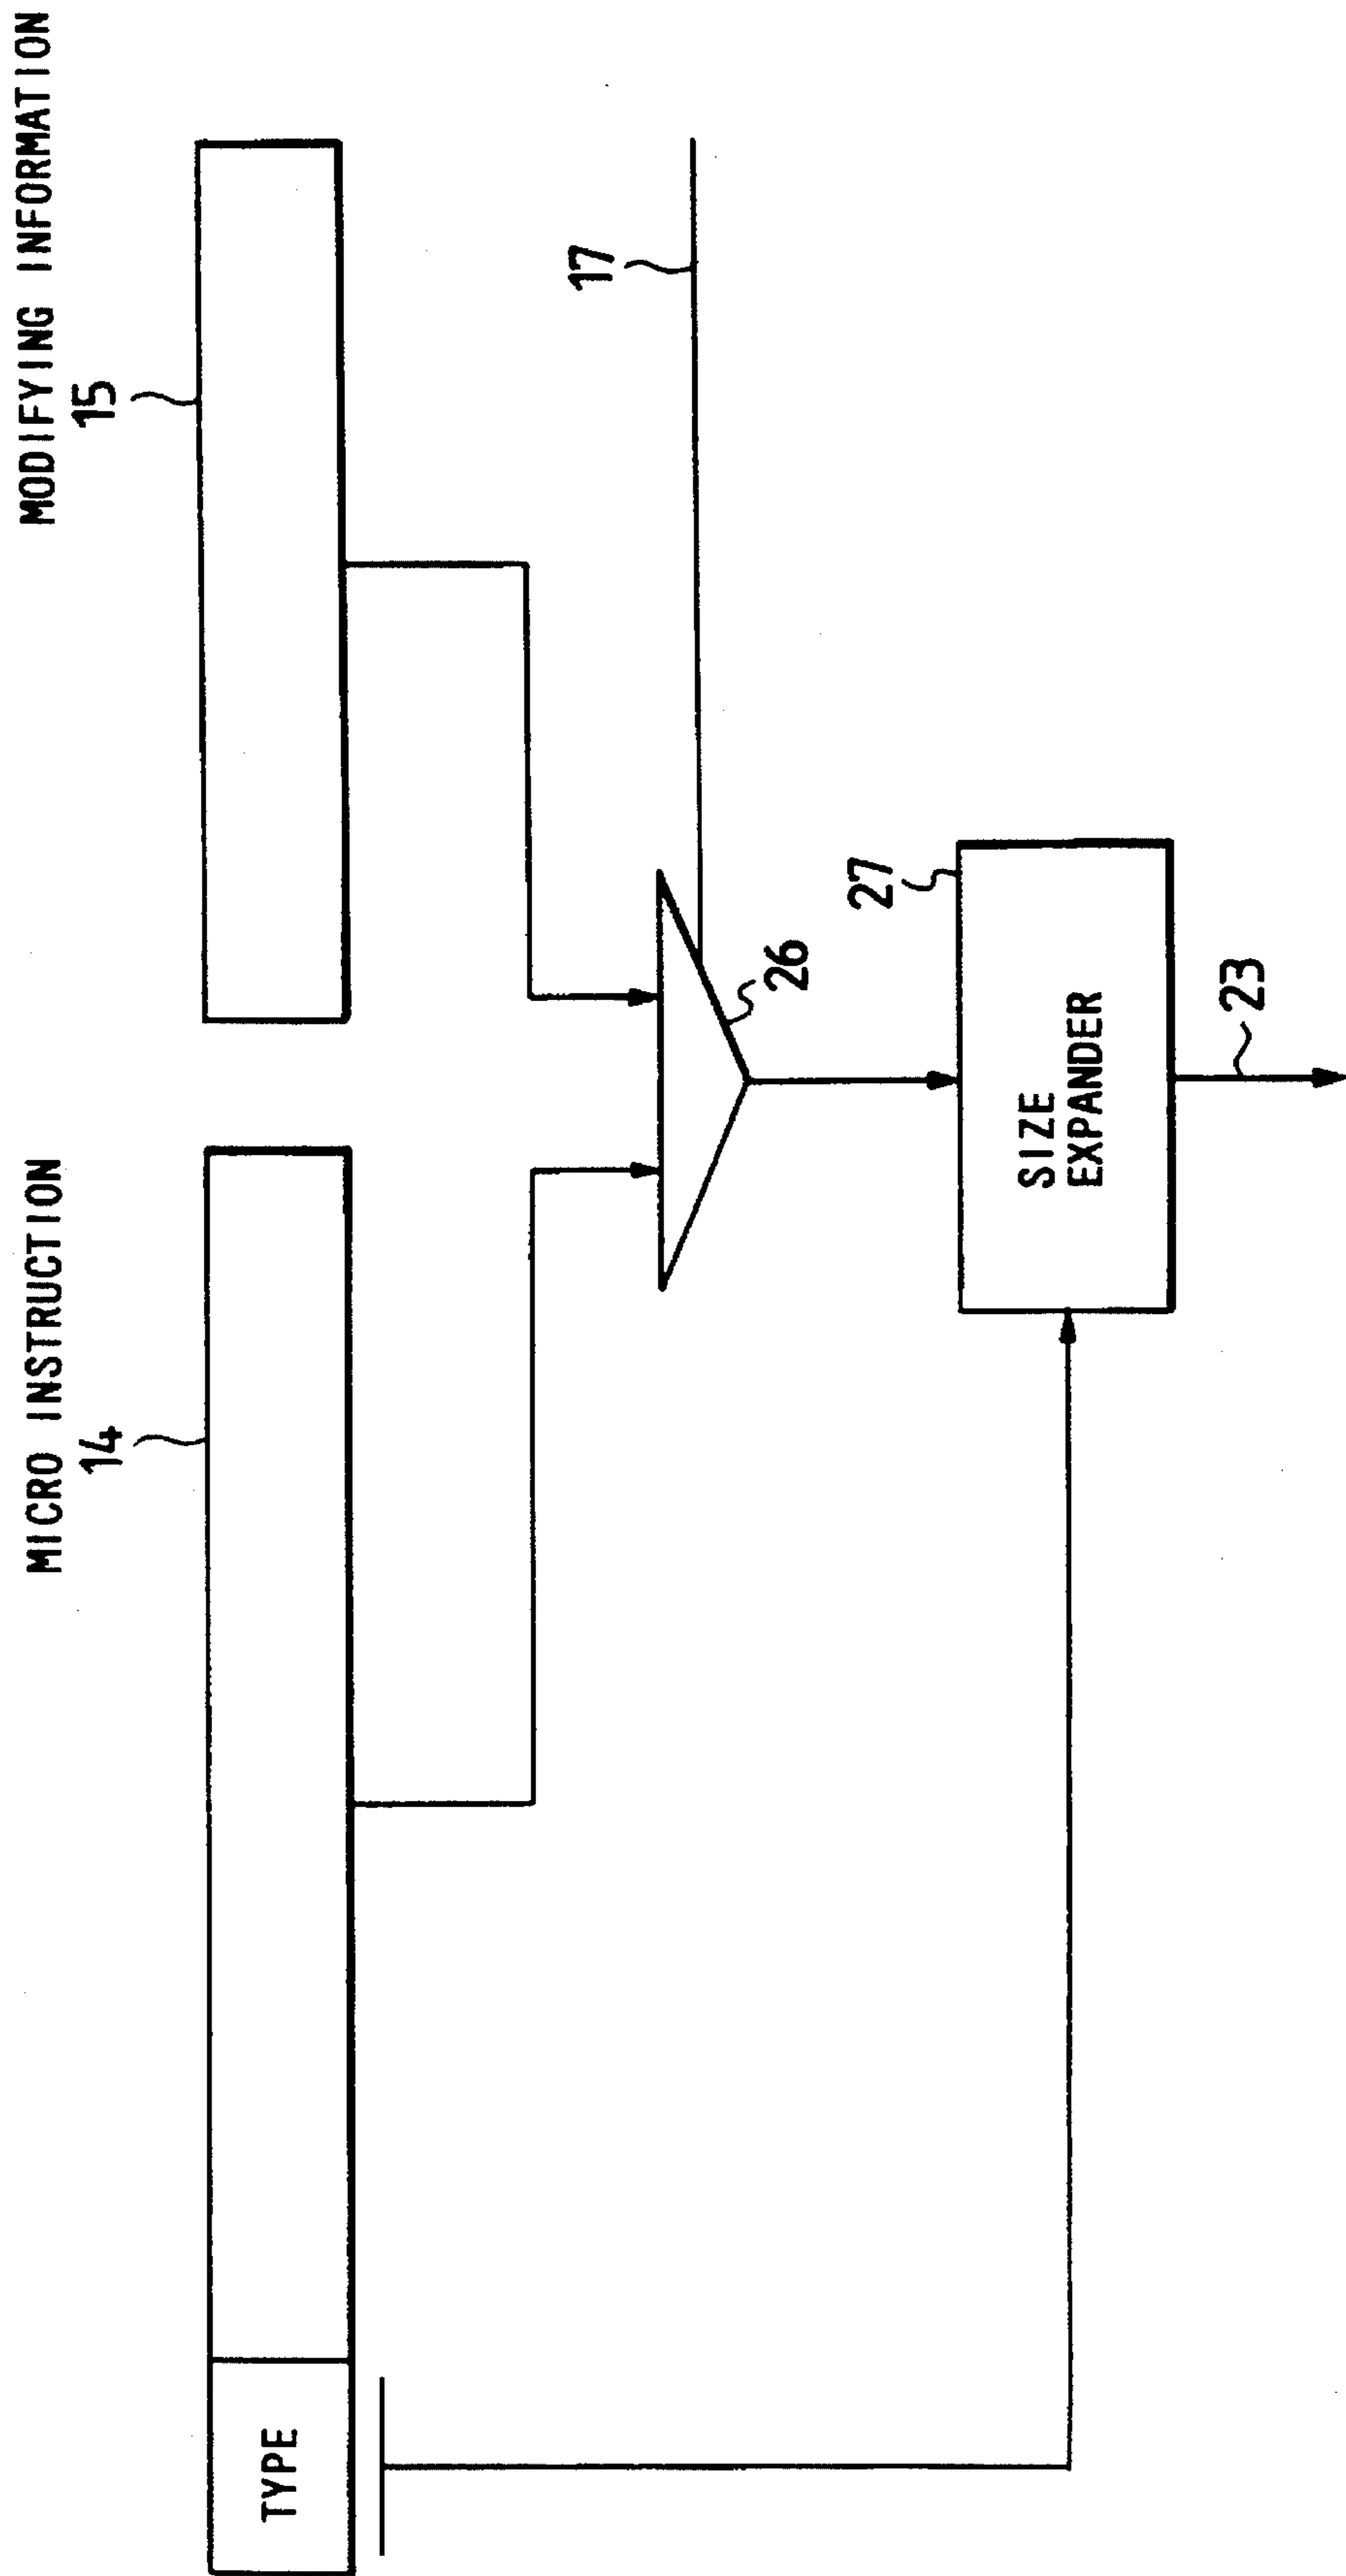 MICRO INSTRUCTION
14
MODIFYING INFORMATION
15
TYPE
17
26
27
SIZE
EXPANDER
23